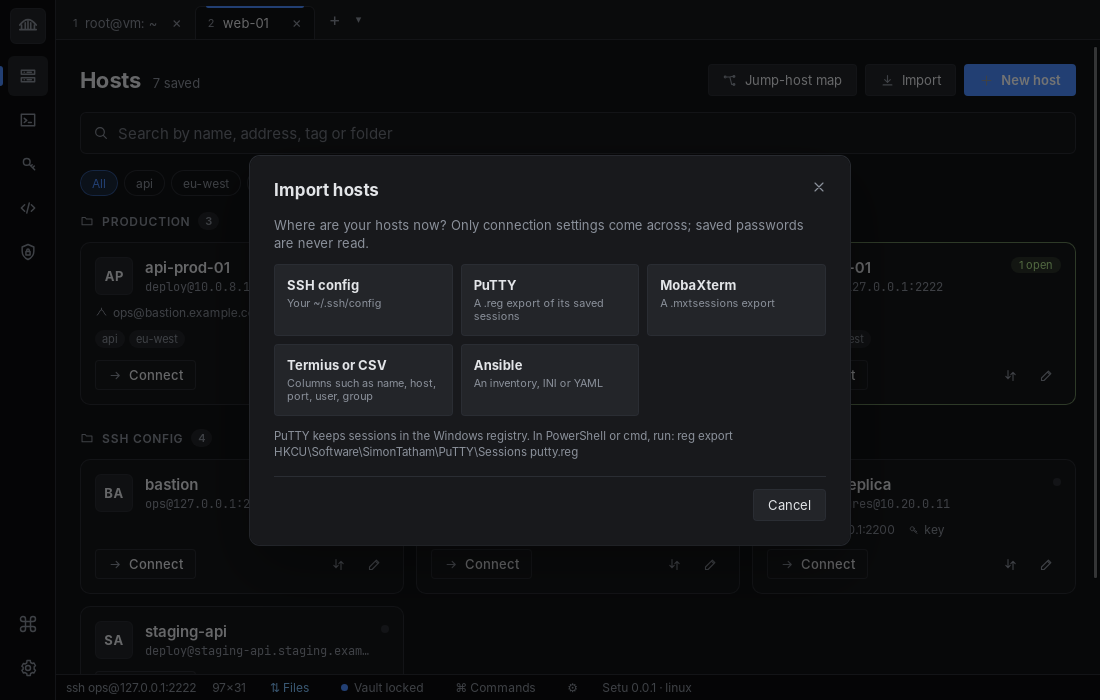 1 root@vm: ~ × 2 web-01 × + ▾
Hosts 7 saved Jump-host map Import New host
Search by name, address, tag or folder
All api eu-west
PRODUCTION 3
Import hosts
Where are your hosts now? Only connection settings come across; saved passwords
are never read.
SSH config
Your ~/.ssh/config
PuTTY
A .reg export of its saved
sessions
MobaXterm
A .mxtsessions export
Termius or CSV
Columns such as name, host,
port, user, group
Ansible
An inventory, INI or YAML
PuTTY keeps sessions in the Windows registry. In PowerShell or cmd, run: reg export
HKCU\Software\SimonTatham\PuTTY\Sessions putty.reg
Cancel
AP api-prod-01
deploy@10.0.8.1
ops@bastion.example.co
api eu-west
→ Connect
-01 1 open
27.0.0.1:2222
SSH CONFIG 4
BA bastion
ops@127.0.0.1:2
→ Connect
→ Connect
eplica
res@10.20.0.11
0.1:2200 key
→ Connect
SA staging-api
deploy@staging-api.staging.exam…
ssh ops@127.0.0.1:2222 97×31 ⇅ Files Vault locked ⌘ Commands ⚙ Setu 0.0.1 · linux